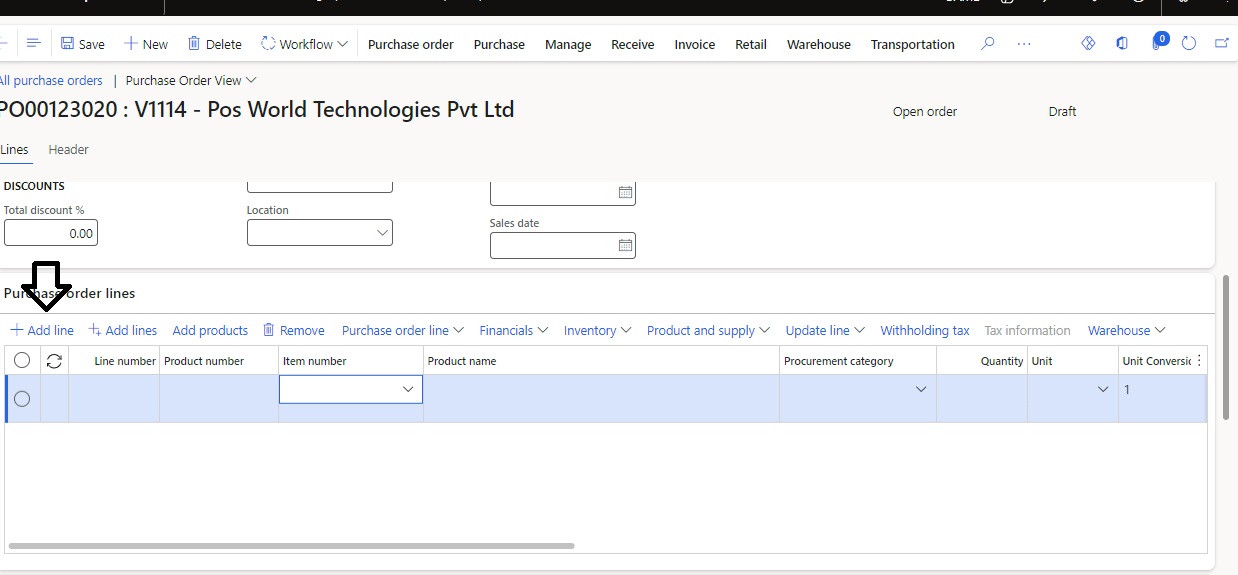 Save New Delete Workflow Purchase order Purchase Manage Receive Invoice Retail Warehouse Transportation ... 0
All purchase orders | Purchase Order View
PO00123020 : V1114 - Pos World Technologies Pvt Ltd
Open order Draft
Lines Header
DISCOUNTS
Total discount % Location
0.00
Sales date
Purchase order lines
Add line Add lines Add products Remove Purchase order line Financials Inventory Product and supply Update line Withholding tax Tax information Warehouse
Line number Product number Item number Product name Procurement category Quantity Unit Unit Conversic
1